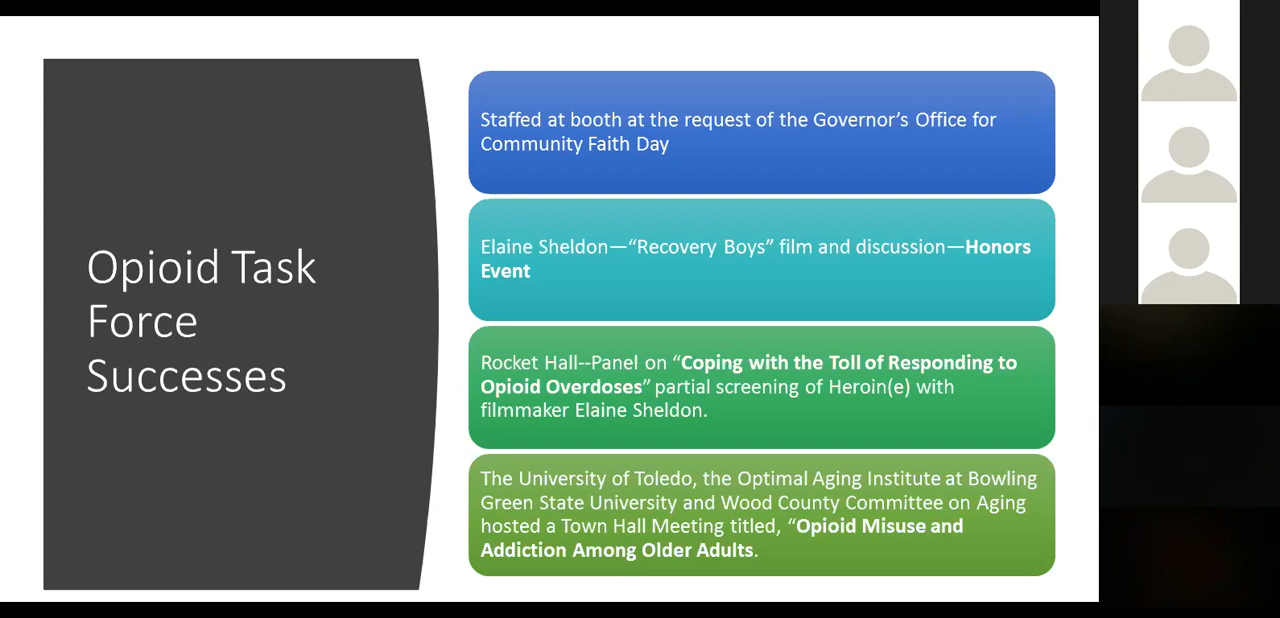 Opioid Task
Force
Successes
Staffed at booth at the request of the Governor’s Office for
Community Faith Day
Elaine Sheldon—“Recovery Boys” film and discussion—Honors
Event
Rocket Hall--Panel on “Coping with the Toll of Responding to
Opioid Overdoses” partial screening of Heroin(e) with
filmmaker Elaine Sheldon.
The University of Toledo, the Optimal Aging Institute at Bowling
Green State University and Wood County Committee on Aging
hosted a Town Hall Meeting titled, “Opioid Misuse and
Addiction Among Older Adults.